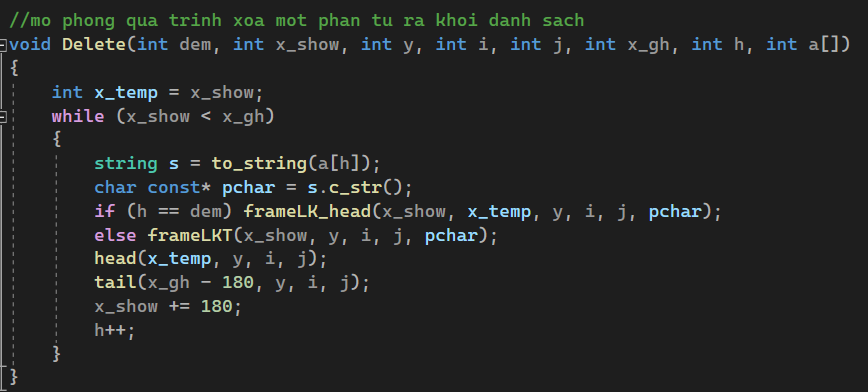 //mo phong qua trinh xoa mot phan tu ra khoi danh sach
void Delete(int dem, int x_show, int y, int i, int j, int x_gh, int h, int a[])
{
    int x_temp = x_show;
    while (x_show < x_gh)
    {
        string s = to_string(a[h]);
        char const* pchar = s.c_str();
        if (h == dem) frameLK_head(x_show, x_temp, y, i, j, pchar);
        else frameLKT(x_show, y, i, j, pchar);
        head(x_temp, y, i, j);
        tail(x_gh - 180, y, i, j);
        x_show += 180;
        h++;
    }
}